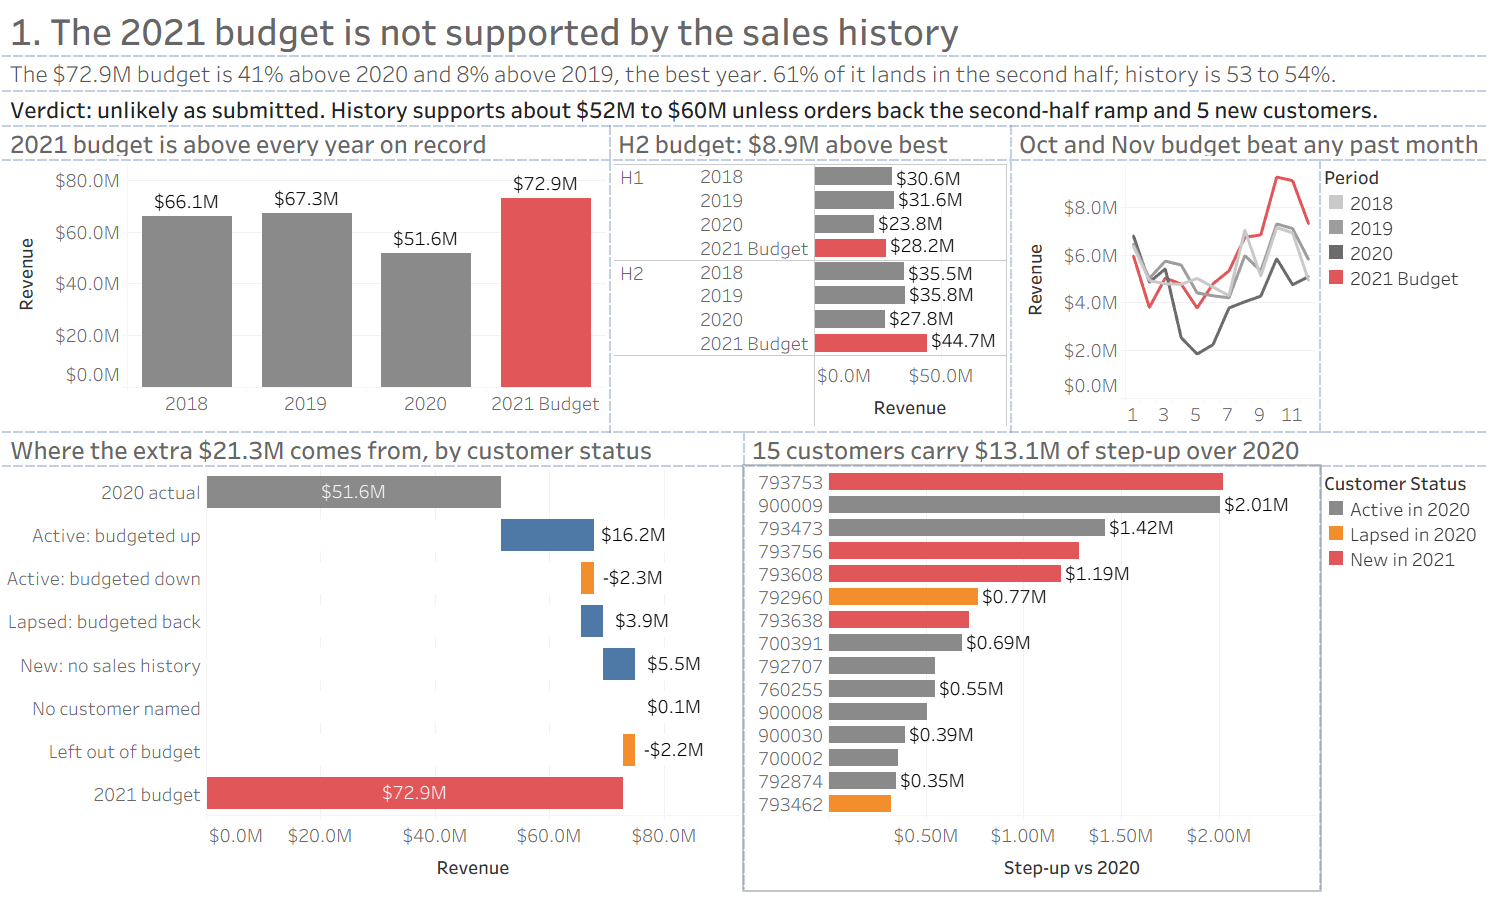 1. The 2021 budget is not supported by the sales history
The $72.9M budget is 41% above 2020 and 8% above 2019, the best year. 61% of it lands in the second half; history is 53 to 54%.
Verdict: unlikely as submitted. History supports about $52M to $60M unless orders back the second-half ramp and 5 new customers.
2021 budget is above every year on record
$80.0M
$60.0M
$40.0M
$20.0M
$0.0M
Revenue
$66.1M
$67.3M
$51.6M
$72.9M
2018
2019
2020
2021 Budget
H2 budget: $8.9M above best
H1
2018 $30.6M
2019 $31.6M
2020 $23.8M
2021 Budget $28.2M
H2
2018 $35.5M
2019 $35.8M
2020 $27.8M
2021 Budget $44.7M
$0.0M $50.0M
Revenue
Oct and Nov budget beat any past month
$8.0M
$6.0M
$4.0M
$2.0M
$0.0M
Revenue
1 3 5 7 9 11
Period
2018
2019
2020
2021 Budget
Where the extra $21.3M comes from, by customer status
2020 actual $51.6M
Active: budgeted up $16.2M
Active: budgeted down -$2.3M
Lapsed: budgeted back $3.9M
New: no sales history $5.5M
No customer named $0.1M
Left out of budget -$2.2M
2021 budget $72.9M
$0.0M $20.0M $40.0M $60.0M $80.0M
Revenue
15 customers carry $13.1M of step-up over 2020
793753
900009 $2.01M
793473 $1.42M
793756
793608 $1.19M
792960 $0.77M
793638
700391 $0.69M
792707
760255 $0.55M
900008
900030 $0.39M
700002
792874 $0.35M
793462
$0.50M $1.00M $1.50M $2.00M
Step-up vs 2020
Customer Status
Active in 2020
Lapsed in 2020
New in 2021